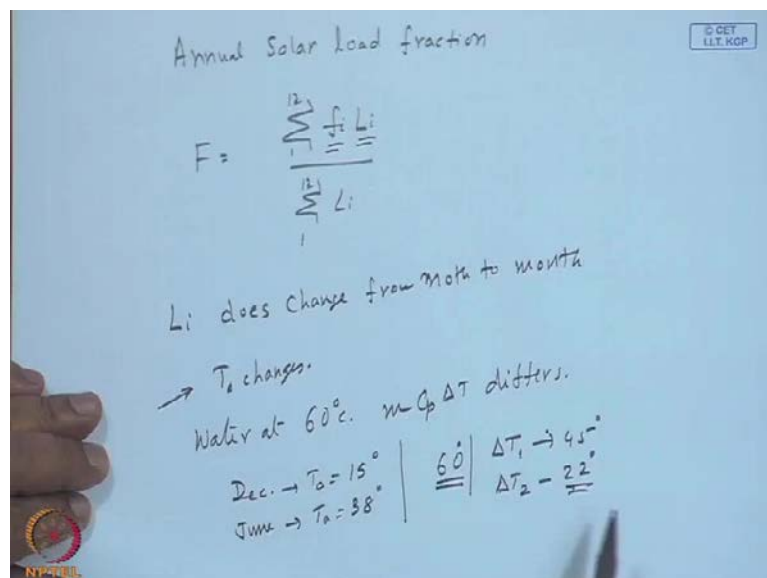 Annual Solar load fraction
© CET
I.I.T. KGP
12
Σ fi Li
1
F =
12
Σ Li
1
Li does change from moth to month
→ Ta changes.
Water at 60°c. m Cp ΔT differs.
Dec. → Ta = 15° | 60° | ΔT1 → 45°
June → Ta = 38° | ΔT2 - 22°
NPTEL